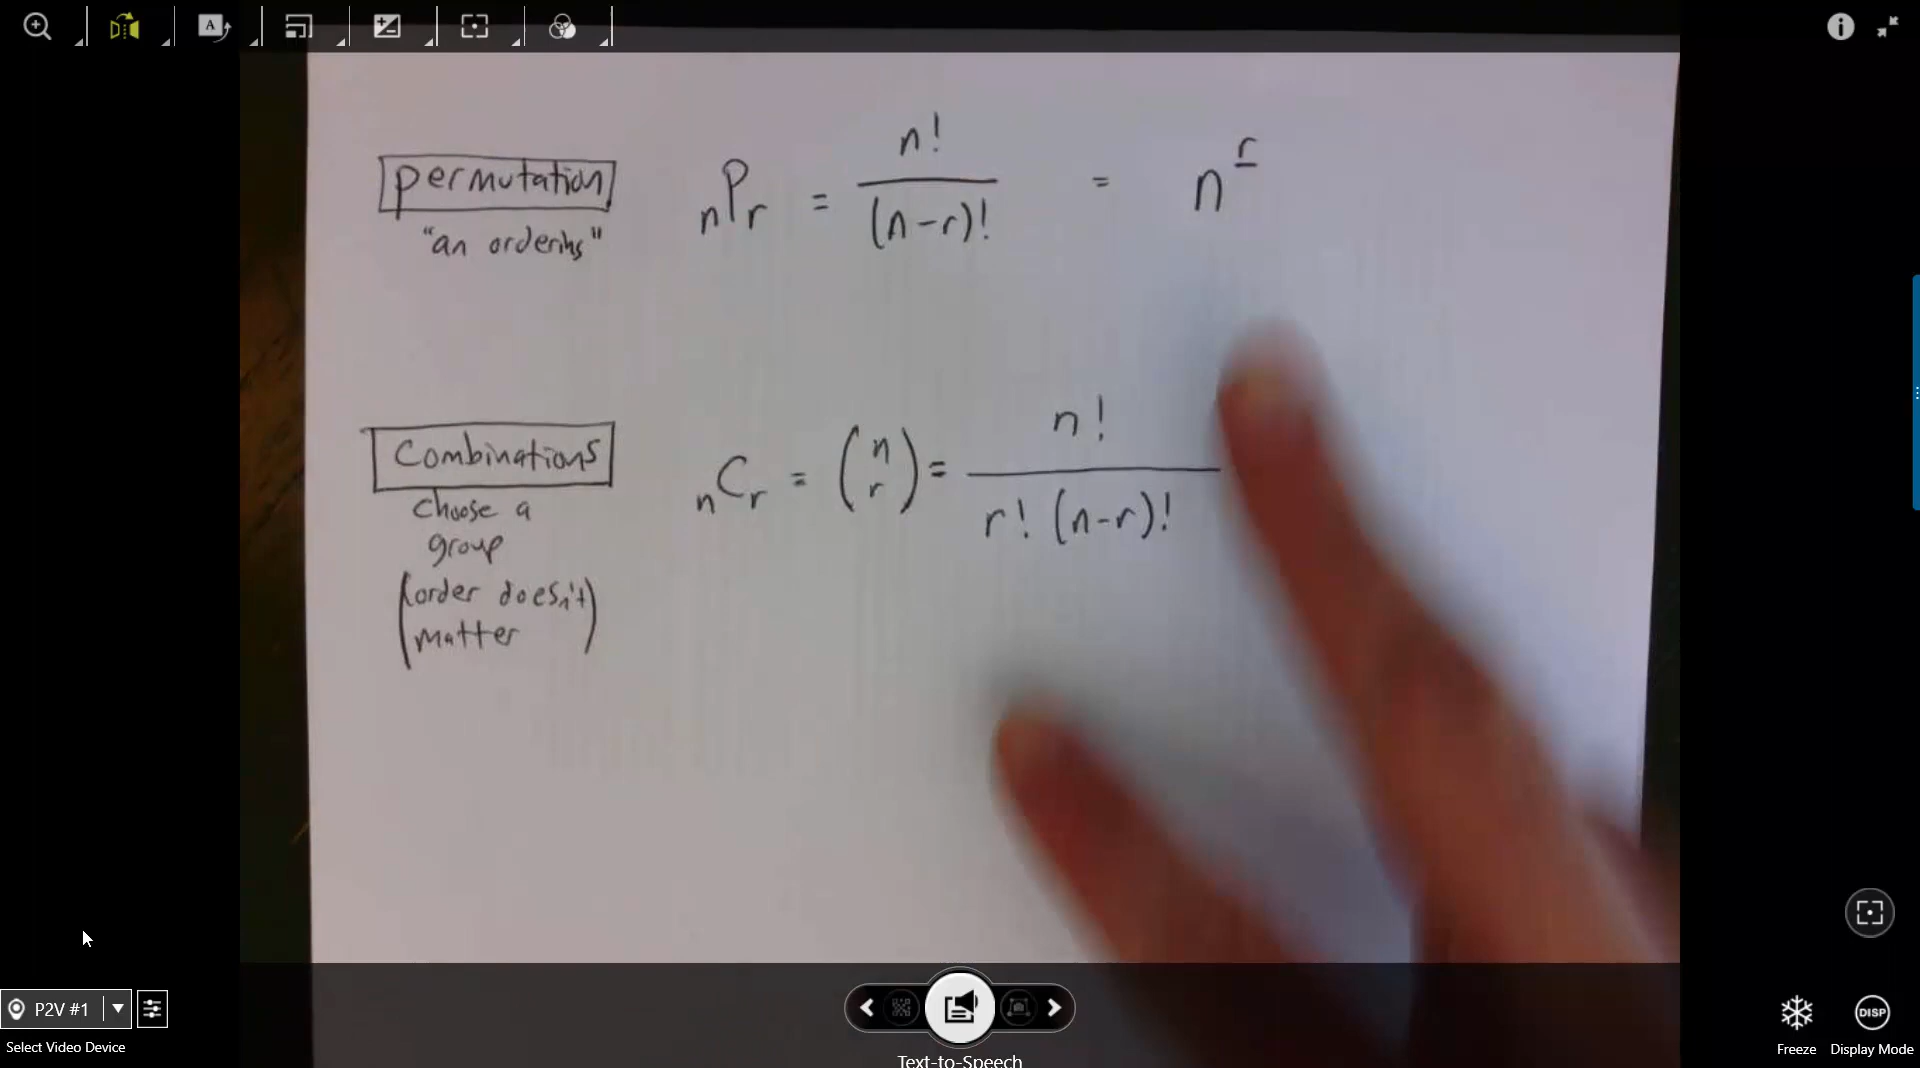 A
permutation
"an ordering"
nPr = n! / (n-r)! = n^r̲
Combinations
choose a
group
(order doesn't
matter)
nCr = (n r) = n! / r! (n-r)!
P2V #1
Select Video Device
Text-to-Speech
Freeze
DISP
Display Mode